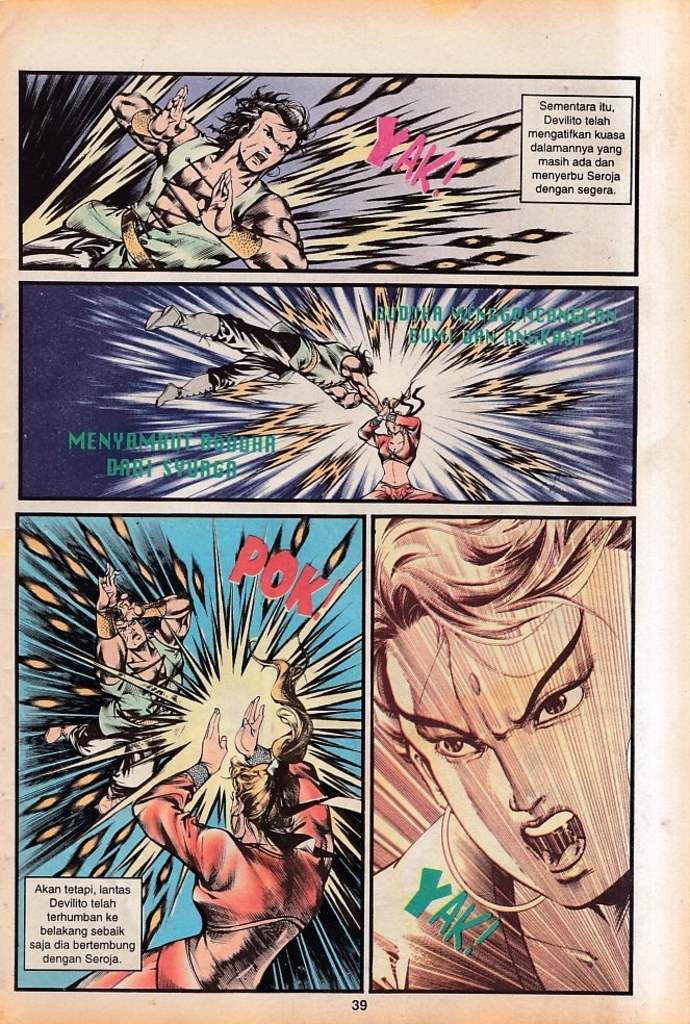 YAK!
Sementara itu,
Devilito telah
mengatifkan kuasa
dalamannya yang
masih ada dan
menyerbu Seroja
dengan segera.
BUDDHA MENGGONCANGKAN
BUMI DAN ANGKASA
MENYAMBUT BUDDHA
DARI SYURGA
POK!
Akan tetapi, lantas
Devilito telah
terhumban ke
belakang sebaik
saja dia bertembung
dengan Seroja.
YAK!
39